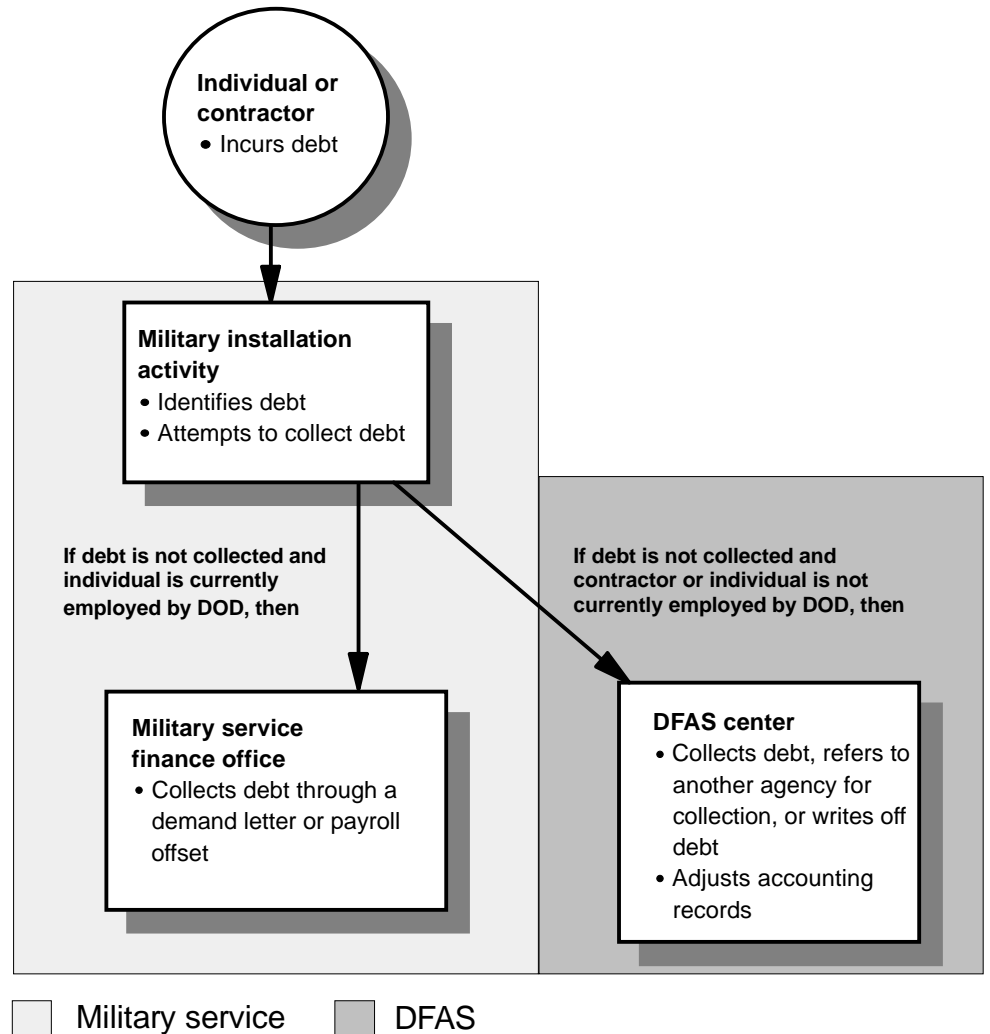 Individual or
contractor
• Incurs debt
Military installation
activity
• Identifies debt
• Attempts to collect debt
If debt is not collected and
individual is currently
employed by DOD, then
If debt is not collected and
contractor or individual is not
currently employed by DOD, then
Military service
finance office
• Collects debt through a
demand letter or payroll
offset
DFAS center
• Collects debt, refers to
another agency for
collection, or writes off
debt
• Adjusts accounting
records
Military service
DFAS